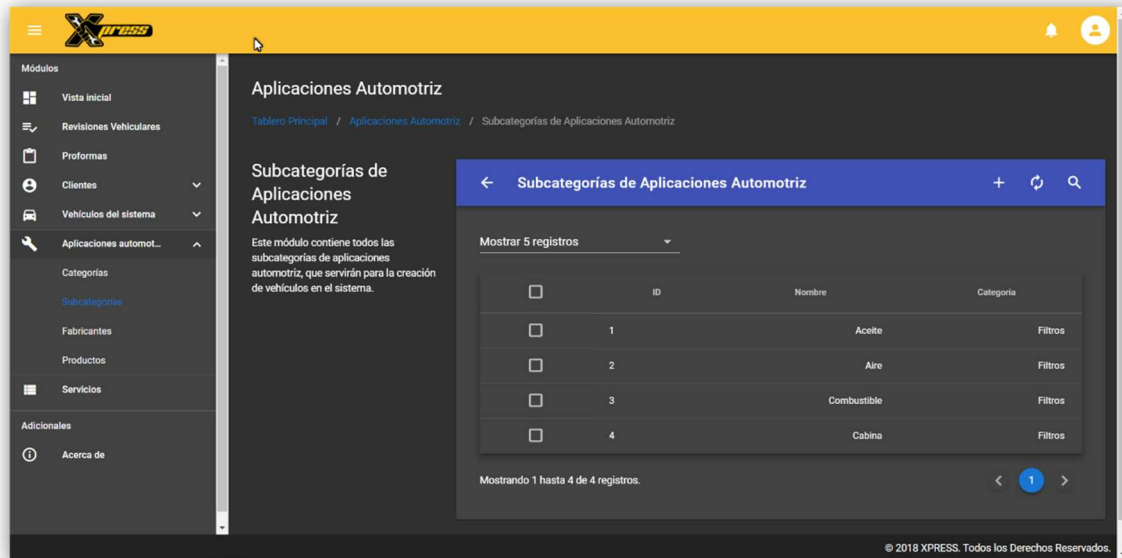 Xpress
Módulos
Vista inicial
Revisiones Vehiculares
Proformas
Clientes
Vehículos del sistema
Aplicaciones automot...
Categorías
Subcategorías
Fabricantes
Productos
Servicios
Adicionales
Acerca de
Aplicaciones Automotriz
Tablero Principal / Aplicaciones Automotriz / Subcategorías de Aplicaciones Automotriz
Subcategorías de
Aplicaciones
Automotriz
Este módulo contiene todos las
subcategorías de aplicaciones
automotriz, que servirán para la creación
de vehículos en el sistema.
Subcategorías de Aplicaciones Automotriz
Mostrar 5 registros
ID Nombre Categoria
1 Aceite Filtros
2 Aire Filtros
3 Combustible Filtros
4 Cabina Filtros
Mostrando 1 hasta 4 de 4 registros.
1
© 2018 XPRESS. Todos los Derechos Reservados.